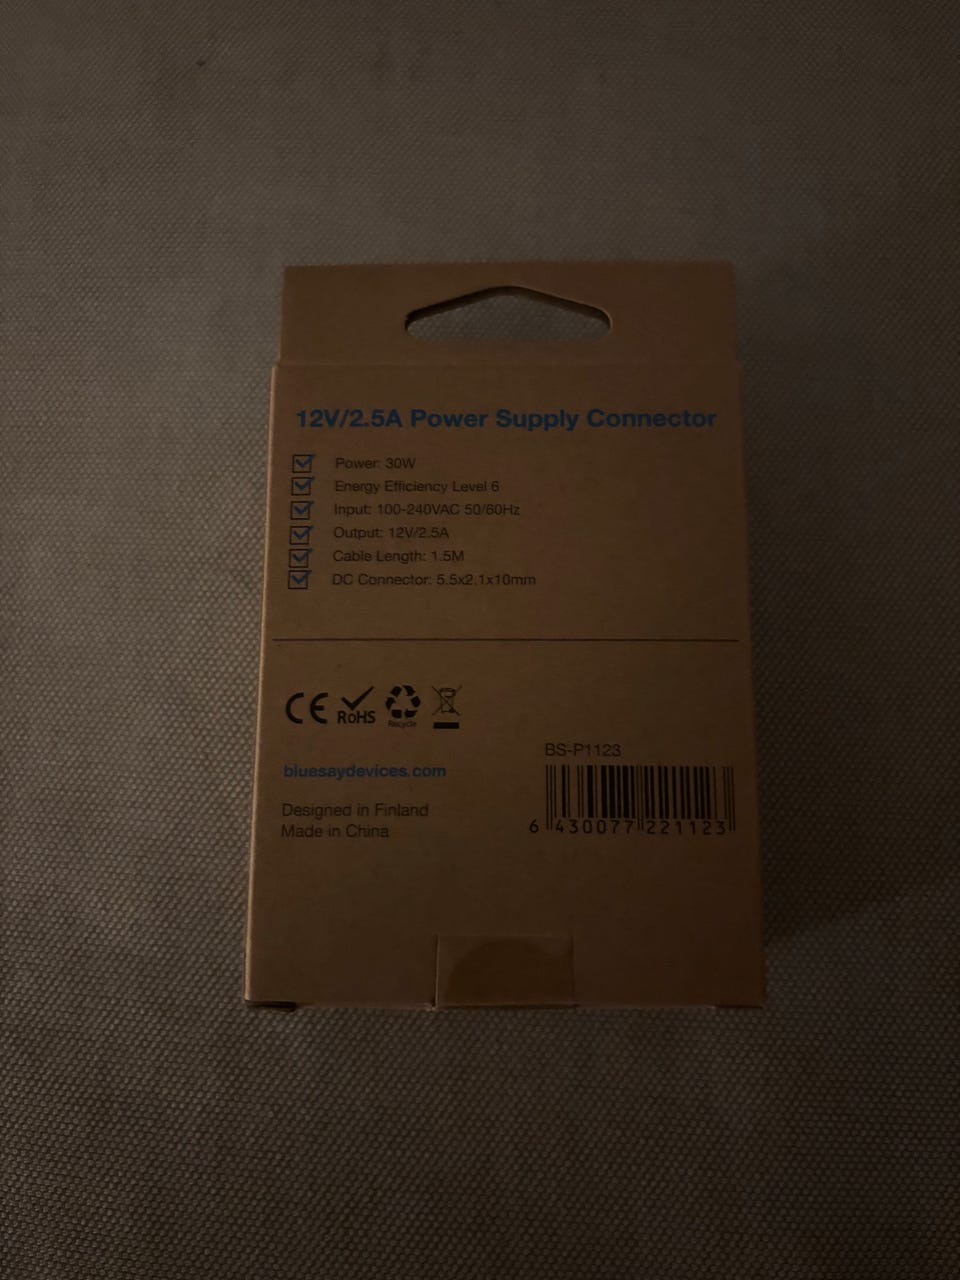 12V/2.5A Power Supply Connector
Power: 30W
Energy Efficiency Level 6
Input: 100-240VAC 50/60Hz
Output: 12V/2.5A
Cable Length: 1.5M
DC Connector: 5.5x2.1x10mm
CE RoHS Recycle
BS-P1123
bluesaydevices.com
6 430077 221123
Designed in Finland
Made in China